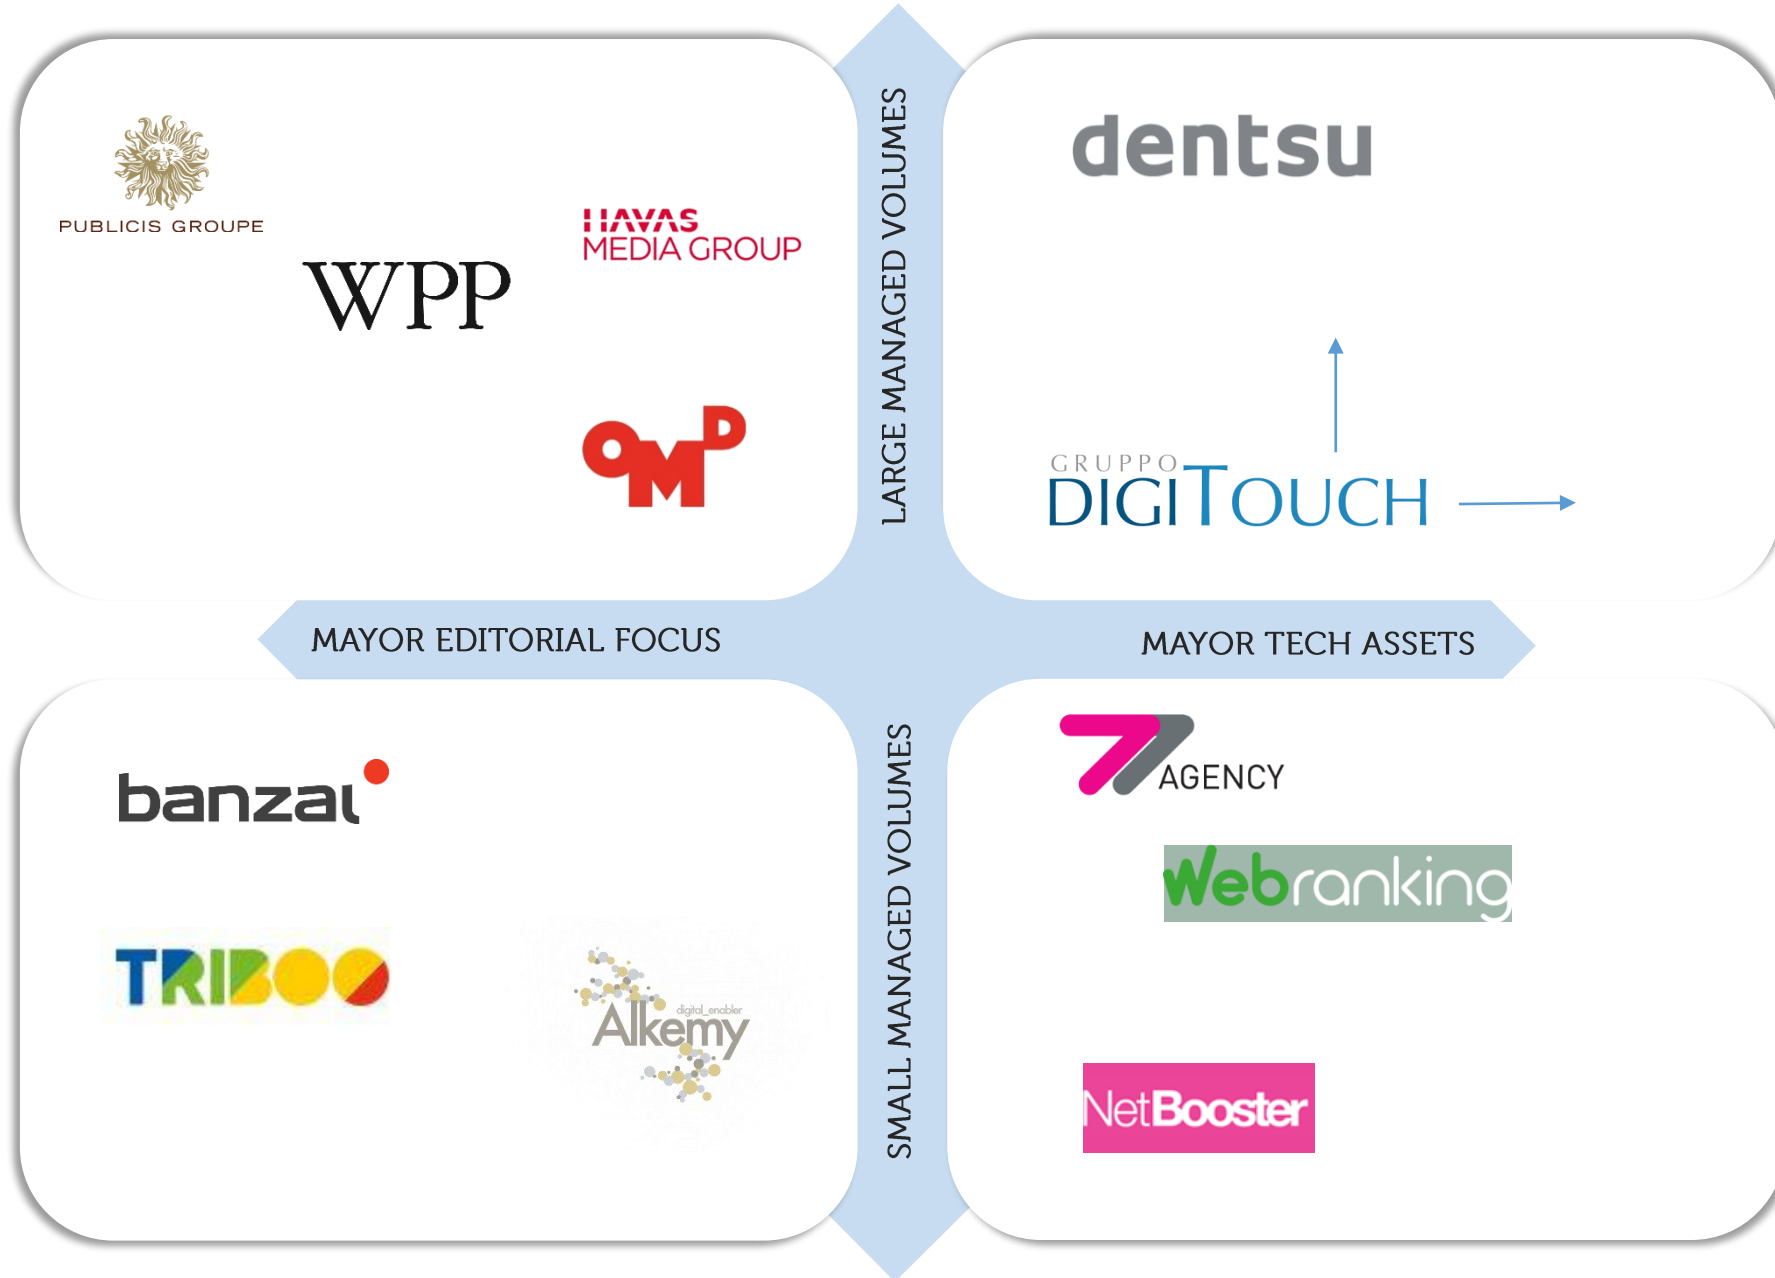 PUBLICIS GROUPE
WPP
HAVAS
MEDIA GROUP
OMD
LARGE MANAGED VOLUMES
dentsu
GRUPPO
DIGITOUCH
MAYOR EDITORIAL FOCUS
MAYOR TECH ASSETS
banzai
TRIBOO
digital_enabler
Alkemy
SMALL MANAGED VOLUMES
77
AGENCY
Webranking
NetBooster